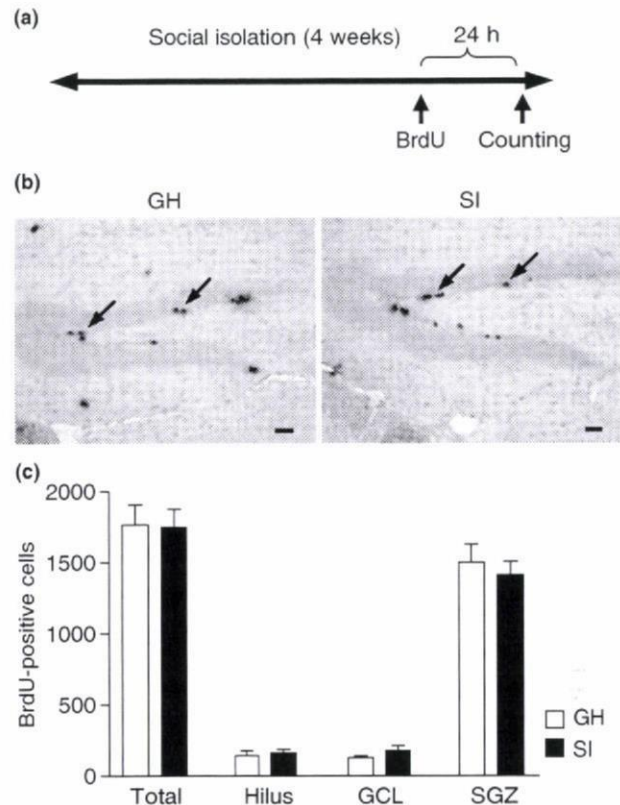 (a)
Social isolation (4 weeks) 24 h
BrdU Counting
(b)
GH SI
(c)
BrdU-positive cells
2000
1500
1000
500
0
Total Hilus GCL SGZ
GH
SI